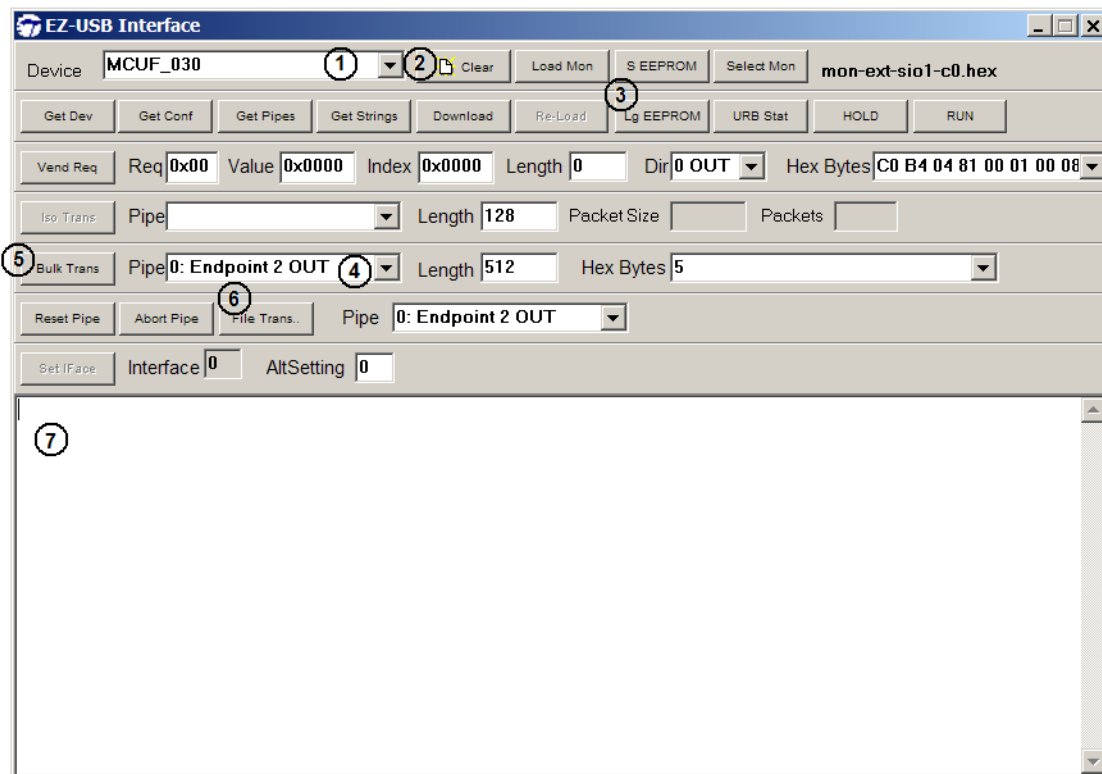 EZ-USB Interface
Device MCUF_030 1 2 Clear Load Mon S EEPROM Select Mon mon-ext-sio1-c0.hex
3
Get Dev Get Conf Get Pipes Get Strings Download Re-Load Lg EEPROM URB Stat HOLD RUN
Vend Req Req 0x00 Value 0x0000 Index 0x0000 Length 0 Dir 0 OUT Hex Bytes C0 B4 04 81 00 01 00 08
Iso Trans Pipe Length 128 Packet Size Packets
5 Bulk Trans Pipe 0: Endpoint 2 OUT 4 Length 512 Hex Bytes 5
6
Reset Pipe Abort Pipe File Trans.. Pipe 0: Endpoint 2 OUT
Set IFace Interface 0 AltSetting 0
7